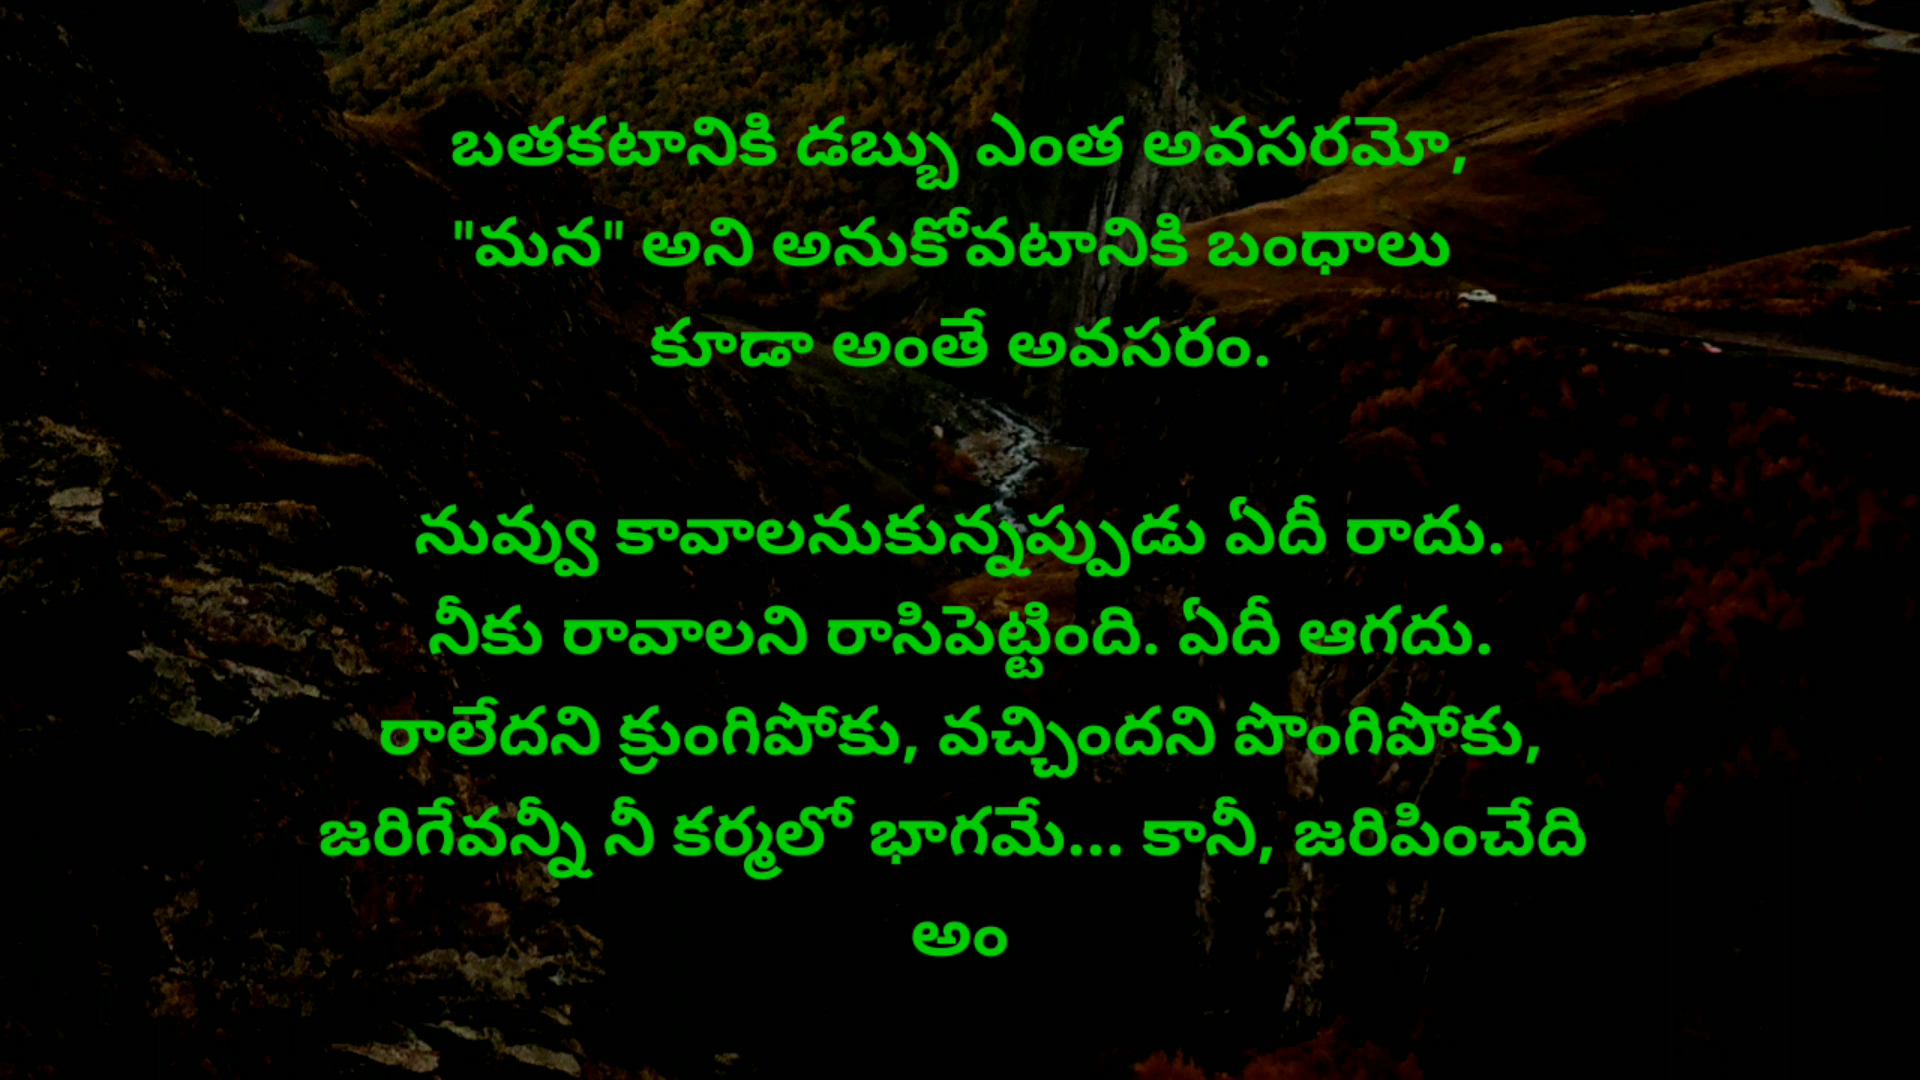 బతకటానికి డబ్బు ఎంత అవసరమో,
"మన" అని అనుకోవటానికి బంధాలు
కూడా అంతే అవసరం.
నువ్వు కావాలనుకున్నప్పుడు ఏదీ రాదు.
నీకు రావాలని రాసిపెట్టింది. ఏదీ ఆగదు.
రాలేదని క్రుంగిపోకు, వచ్చిందని పొంగిపోకు,
జరిగేవన్నీ నీ కర్మలో భాగమే... కానీ, జరిపించేది
అం